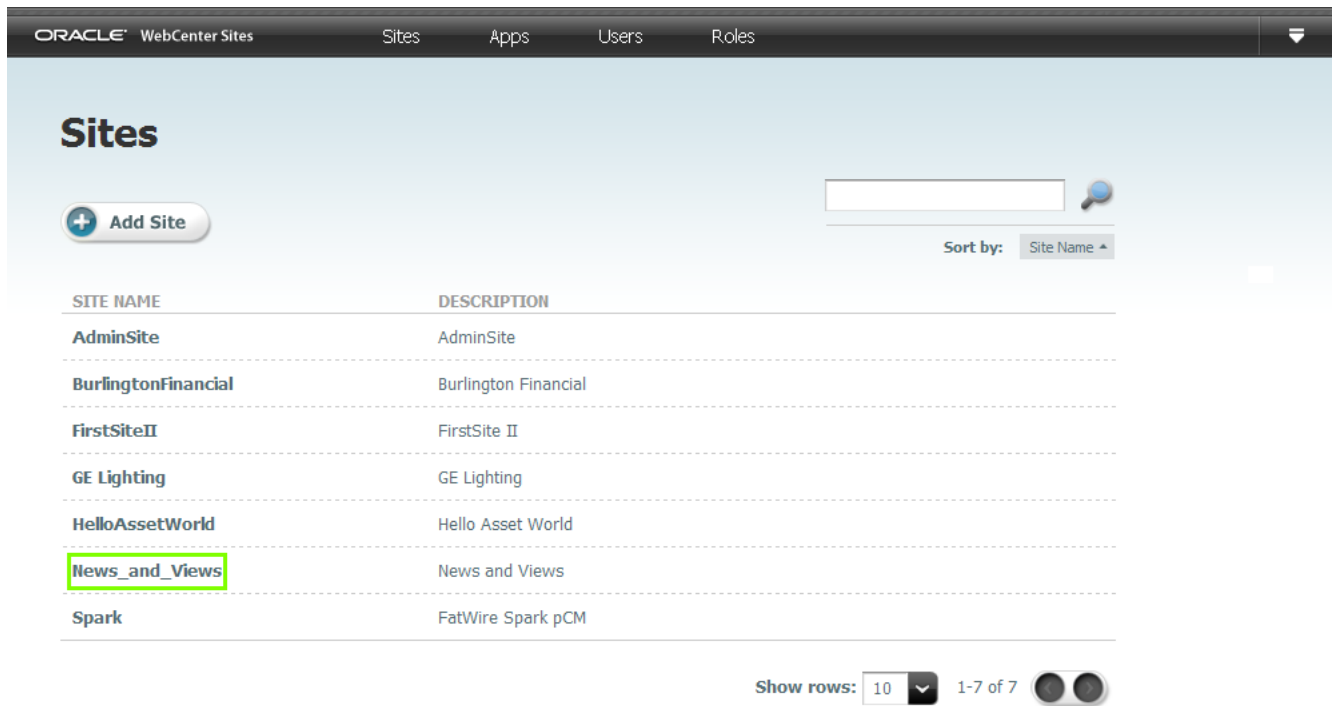 ORACLE® WebCenter Sites Sites Apps Users Roles
Sites
Add Site
Sort by: Site Name
SITE NAME DESCRIPTION
AdminSite AdminSite
BurlingtonFinancial Burlington Financial
FirstSiteII FirstSite II
GE Lighting GE Lighting
HelloAssetWorld Hello Asset World
News_and_Views News and Views
Spark FatWire Spark pCM
Show rows: 10 1-7 of 7